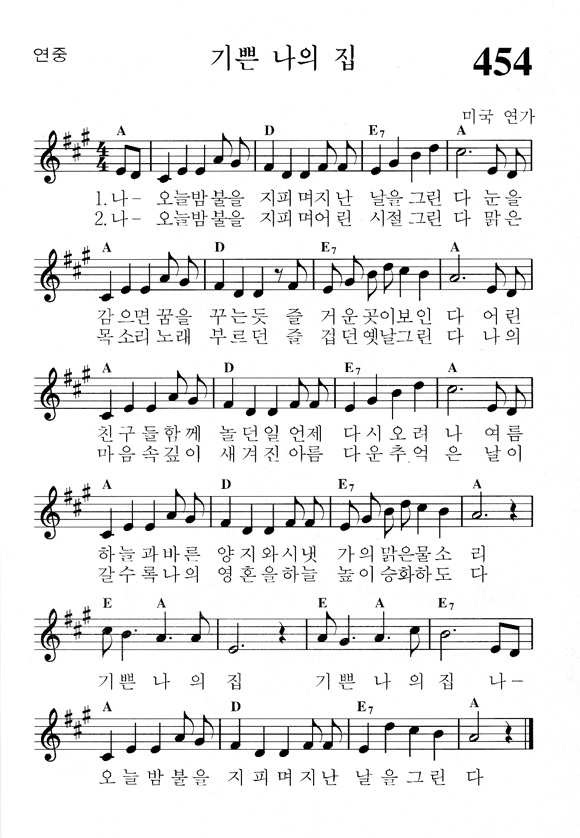 연중
기쁜 나의 집
454
미국 연가
A D E7 A
1.나- 오늘밤불을 지피며지난 날을그린 다 눈을
2.나- 오늘밤불을 지피며어린 시절그린 다 맑은
A D E7 A
감으면꿈을 꾸는듯 즐 거운곳이보인 다 어린
목소리노래 부르던 즐 겁던옛날그린 다 나의
A D E7 A
친구들함께 놀던일언제 다시오려 나 여름
마음속깊이 새겨진아름 다운추억 은 날이
A D E7 A
하늘과바른 양지와시냇 가의맑은물소 리
갈수록나의 영혼을하늘 높이승화하도 다
E A E A E7
기쁜 나 의 집 기쁜 나 의 집 나-
A D E7 A
오늘밤불을 지피며지난 날을그린 다